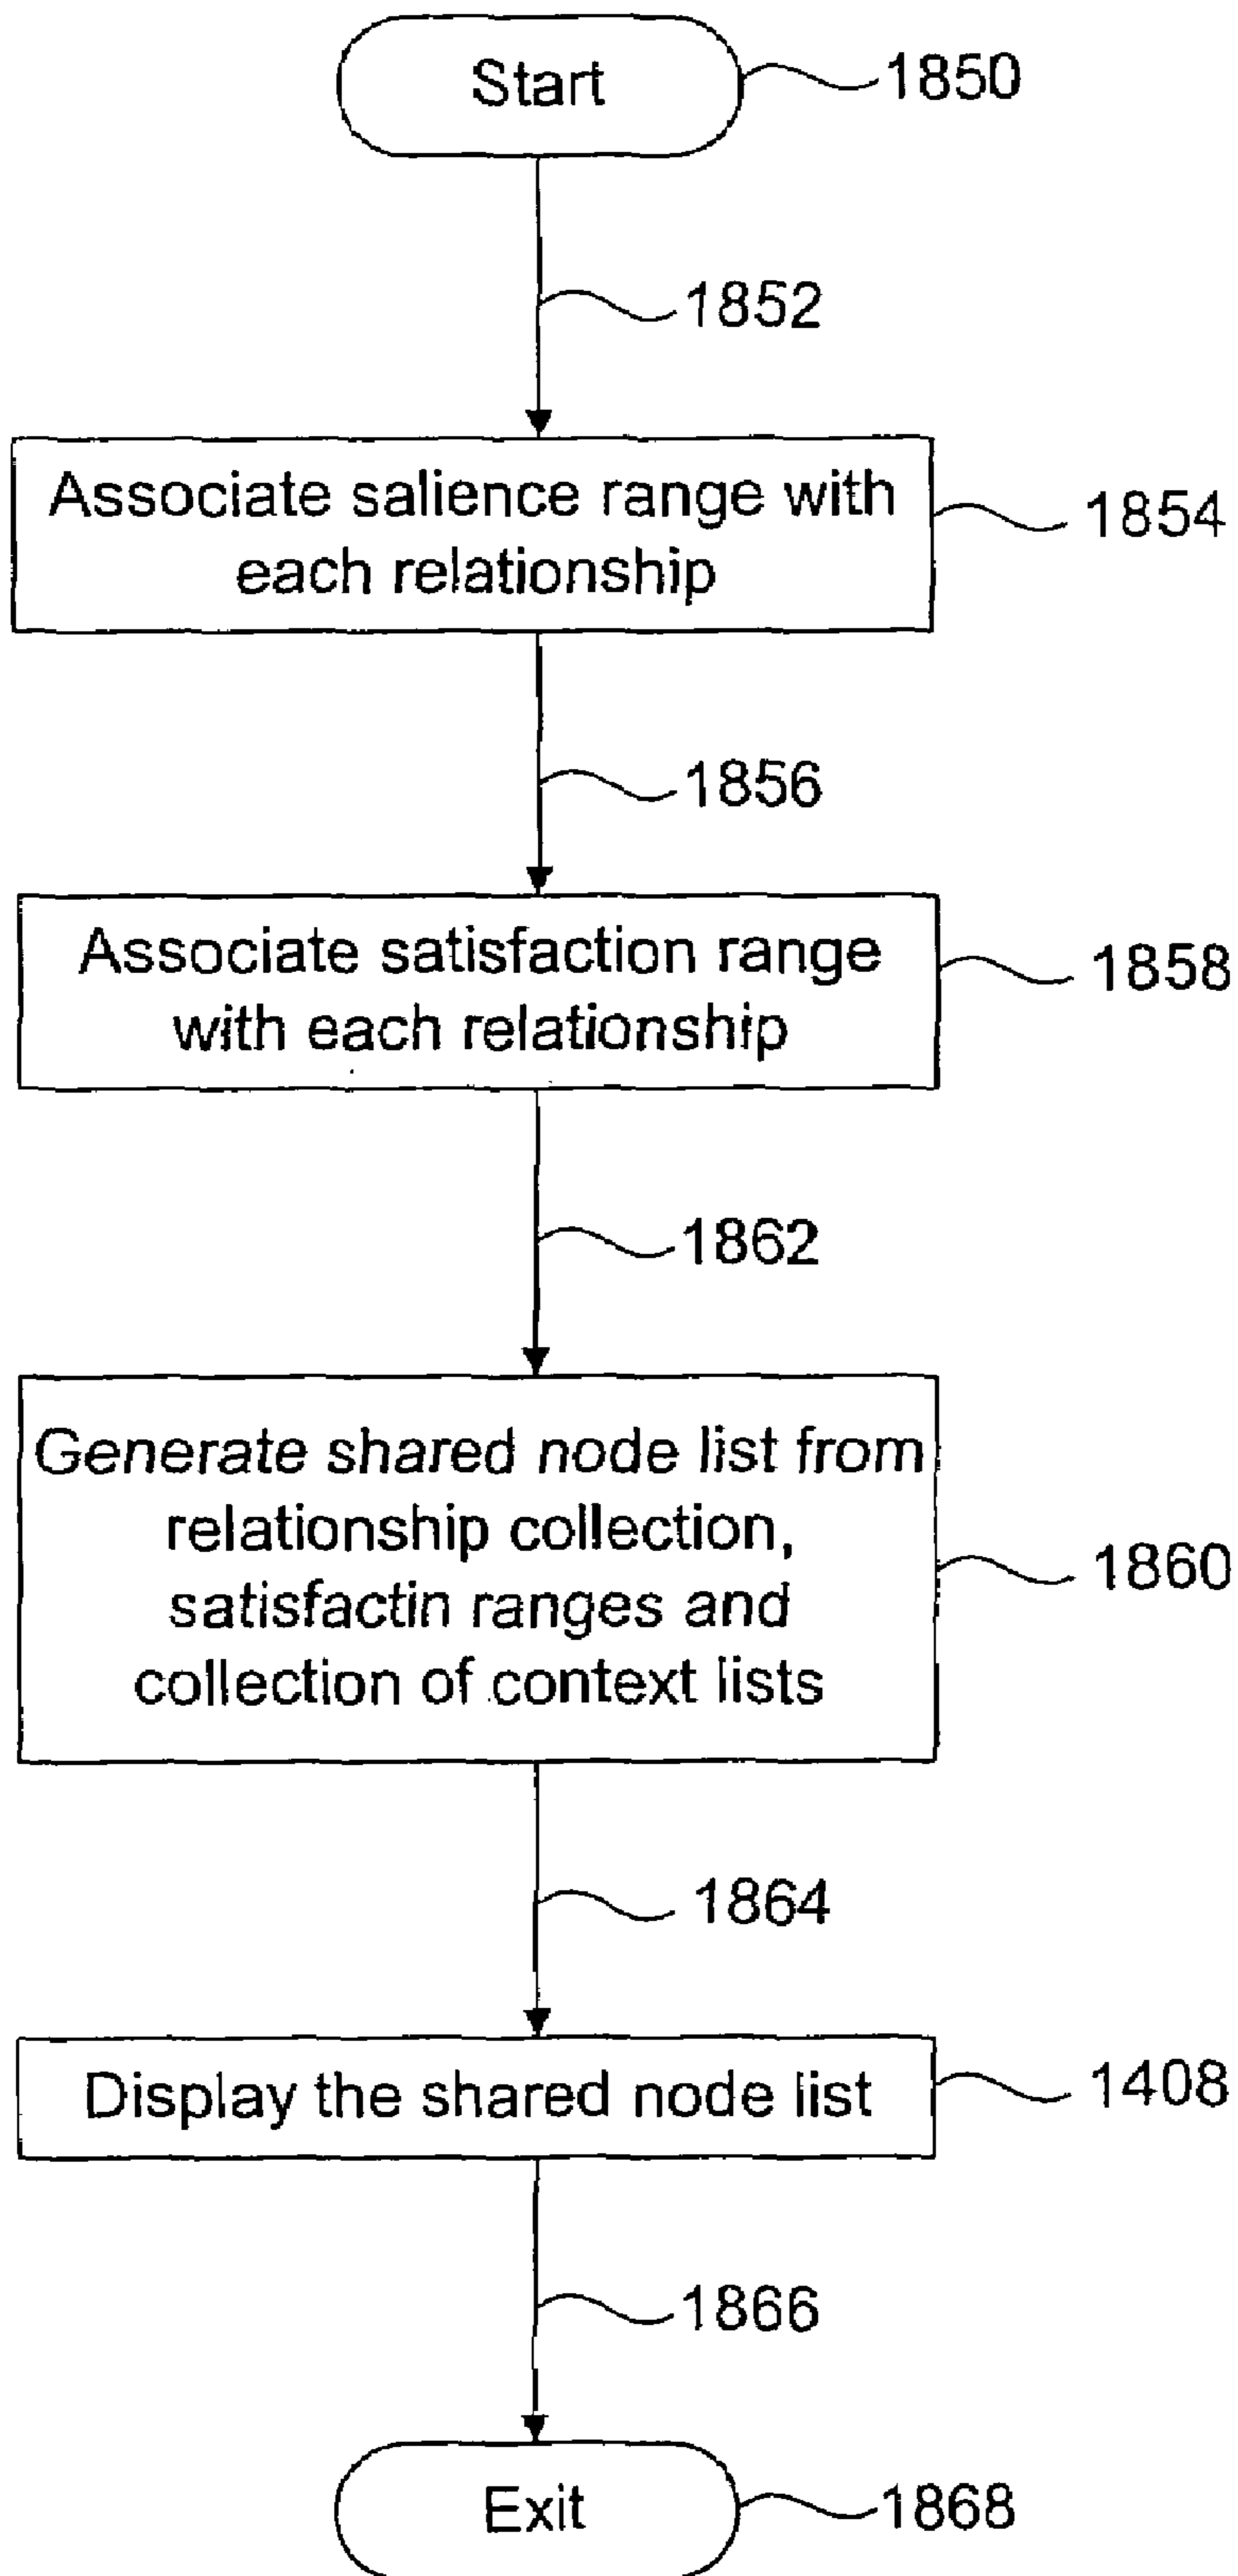 Start
1850
1852
Associate salience range with
each relationship
1854
1856
Associate satisfaction range
with each relationship
1858
1862
Generate shared node list from
relationship collection,
satisfactin ranges and
collection of context lists
1860
1864
Display the shared node list
1408
1866
Exit
1868